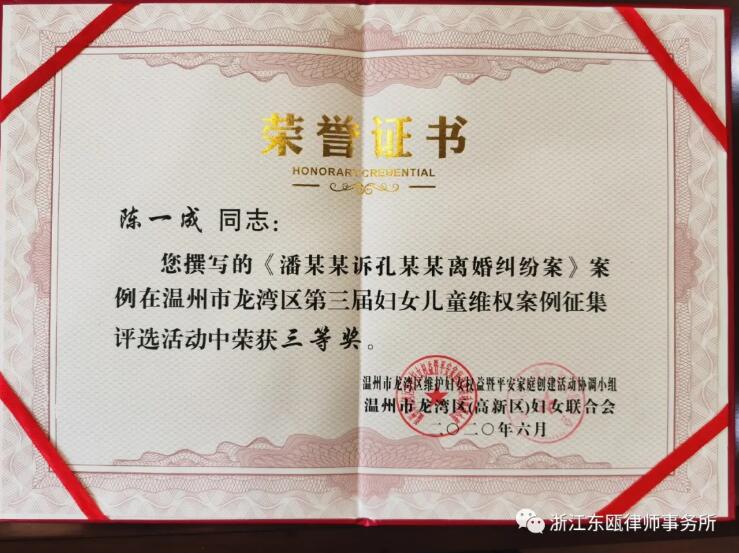 荣誉证书
HONORARY CREDENTIAL
陈一成 同志：
您撰写的《潘某某诉孔某某离婚纠纷案》案
例在温州市龙湾区第三届妇女儿童维权案例征集
评选活动中荣获三等奖。
温州市龙湾区维护妇女权益暨平安家庭创建活动协调小组
温州市龙湾区(高新区)妇女联合会
二〇二〇年六月
浙江东瓯律师事务所